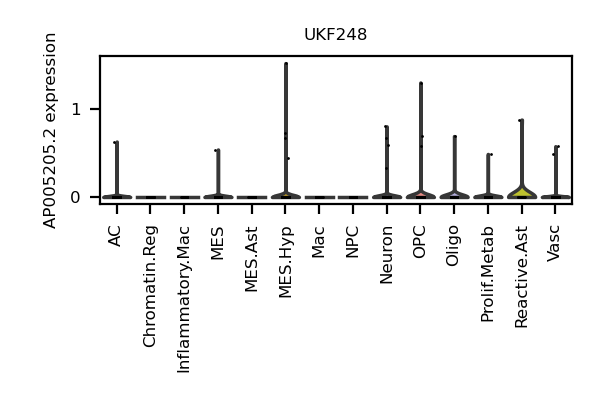 UKF248
AP005205.2 expression
1
0
AC
Chromatin.Reg
Inflammatory.Mac
MES
MES.Ast
MES.Hyp
Mac
NPC
Neuron
OPC
Oligo
Prolif.Metab
Reactive.Ast
Vasc